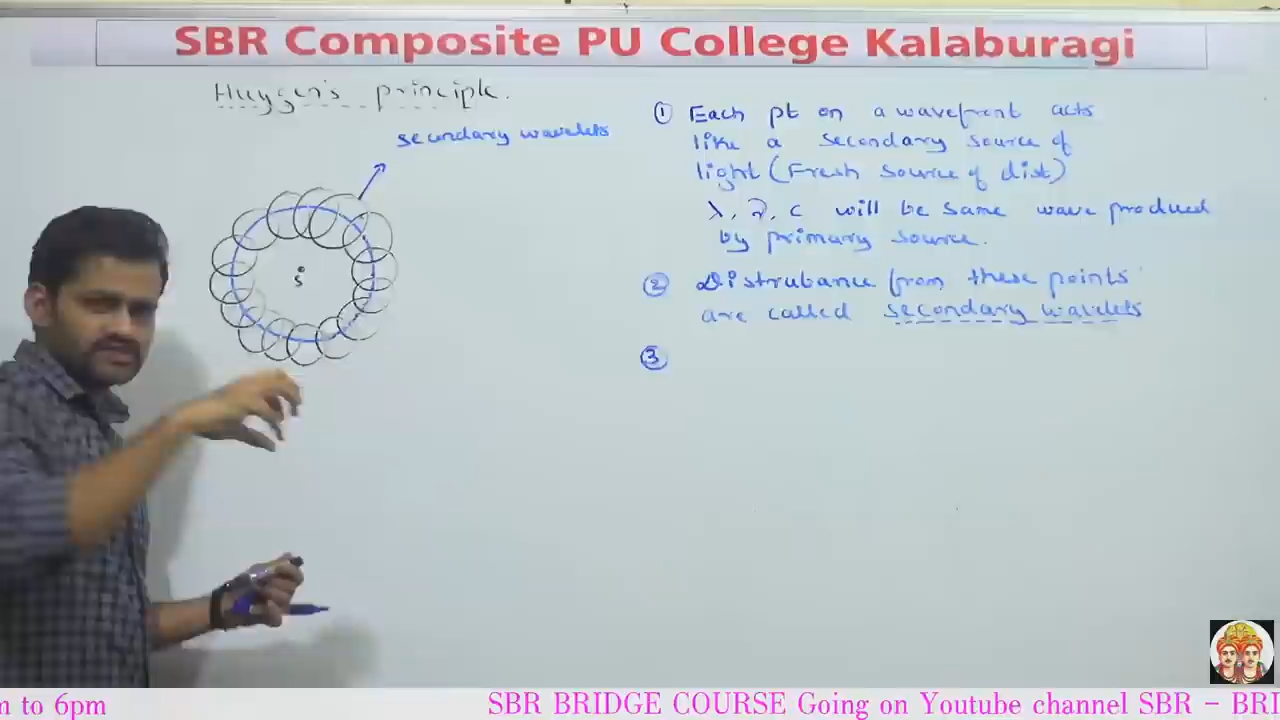 SBR Composite PU College Kalaburagi
Huygen's principle.
secundary wavelets
S
① Each pt on a wavefront acts
like a secondary source of
light (Fresh source of dist)
λ, ν, c will be same wave produced
by primary source.
② Distrubance from these points
are called secondary wavelets
③
m to 6pm SBR BRIDGE COURSE Going on Youtube channel SBR - BRI